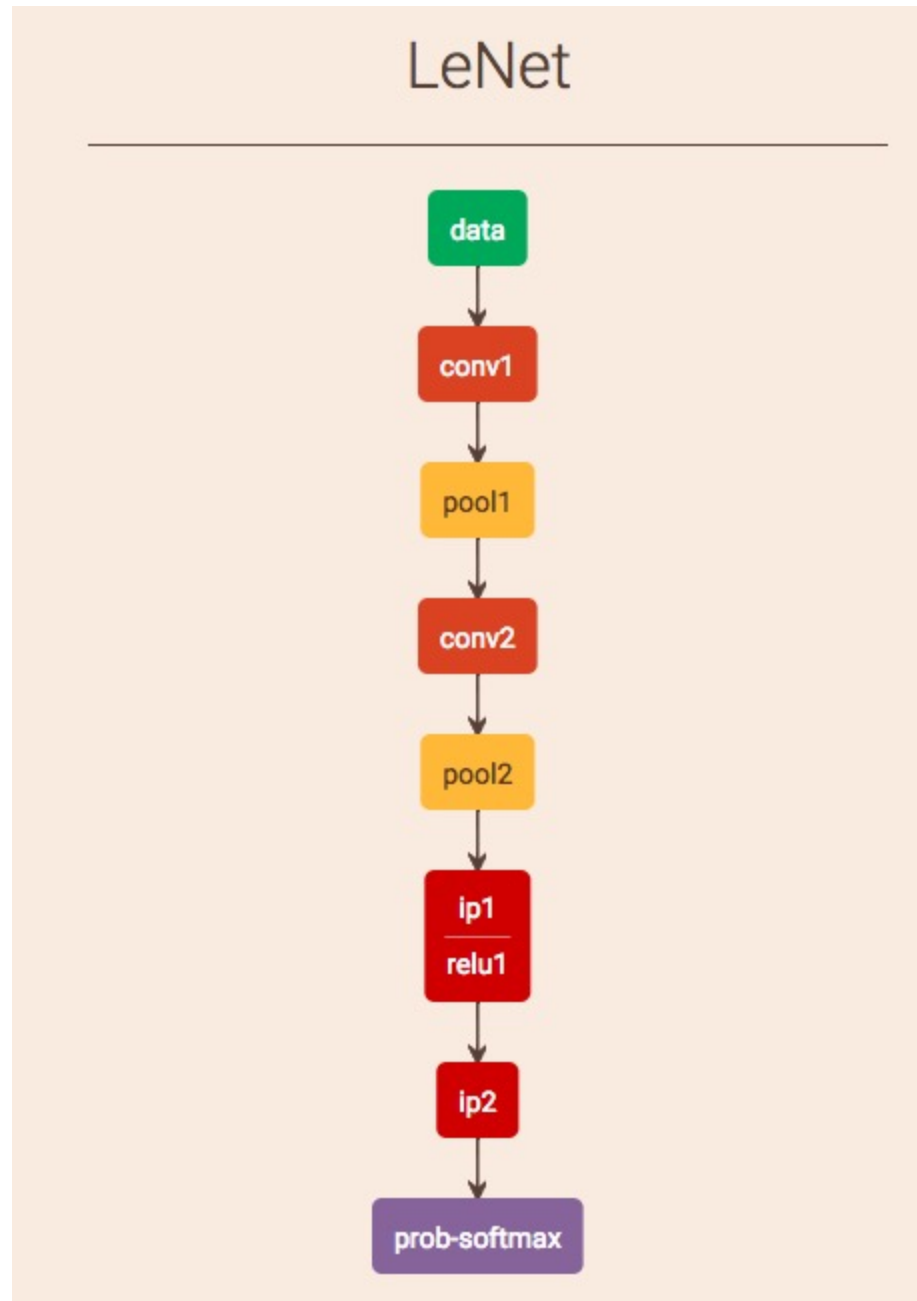 LeNet
data
conv1
pool1
conv2
pool2
ip1
relu1
ip2
prob-softmax